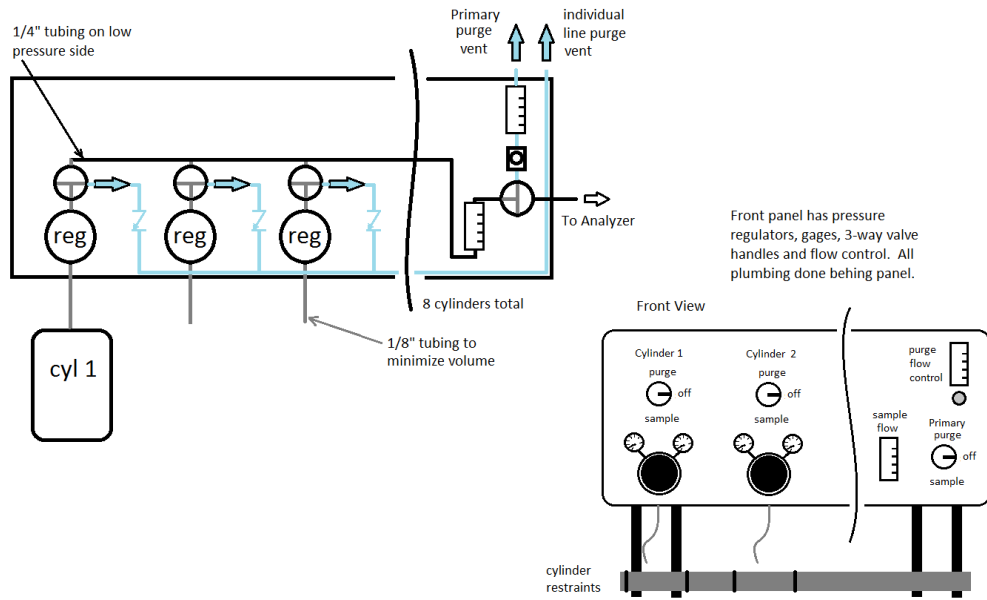 1/4" tubing on low
pressure side
Primary
purge
vent
individual
line purge
vent
reg
reg
reg
To Analyzer
8 cylinders total
1/8" tubing to
minimize volume
cyl 1
Front panel has pressure
regulators, gages, 3-way valve
handles and flow control.  All
plumbing done behing panel.
Front View
Cylinder 1
purge
off
sample
Cylinder 2
purge
off
sample
purge
flow
control
sample
flow
Primary
purge
off
sample
cylinder
restraints